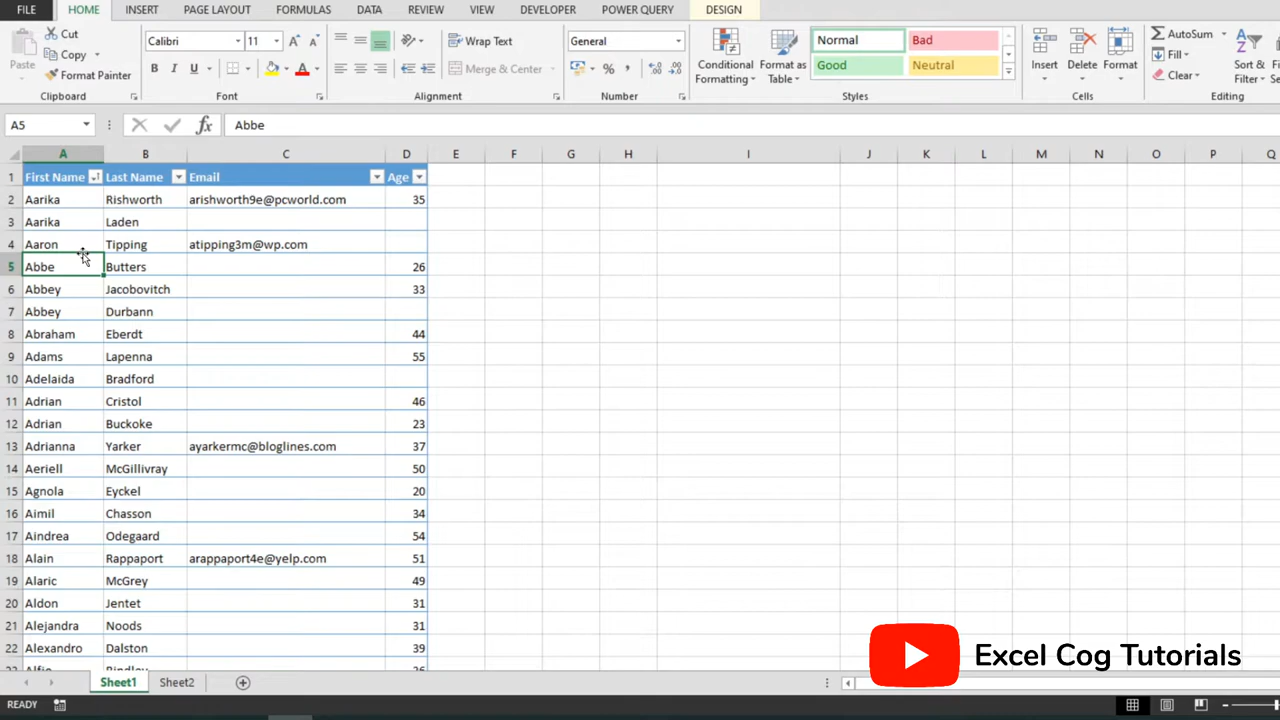 FILE HOME INSERT PAGE LAYOUT FORMULAS DATA REVIEW VIEW DEVELOPER POWER QUERY DESIGN
Paste
Cut
Copy
Format Painter
Clipboard
Calibri 11 A A
B I U A
Font
Wrap Text
Merge & Center
Alignment
General
% ,
Number
Conditional Formatting
Format as Table
Normal Bad
Good Neutral
Styles
Insert Delete Format
Cells
AutoSum
Fill
Clear
Sort & Filter
Editing
A5 fx Abbe
A B C D E F G H I J K L M N O P Q
1 First Name Last Name Email Age
2 Aarika Rishworth arishworth9e@pcworld.com 35
3 Aarika Laden
4 Aaron Tipping atipping3m@wp.com
5 Abbe Butters 26
6 Abbey Jacobovitch 33
7 Abbey Durbann
8 Abraham Eberdt 44
9 Adams Lapenna 55
10 Adelaida Bradford
11 Adrian Cristol 46
12 Adrian Buckoke 23
13 Adrianna Yarker ayarkermc@bloglines.com 37
14 Aeriell McGillivray 50
15 Agnola Eyckel 20
16 Aimil Chasson 34
17 Aindrea Odegaard 54
18 Alain Rappaport arappaport4e@yelp.com 51
19 Alaric McGrey 49
20 Aldon Jentet 31
21 Alejandra Noods 31
22 Alexandro Dalston 39
Excel Cog Tutorials
Sheet1 Sheet2
READY